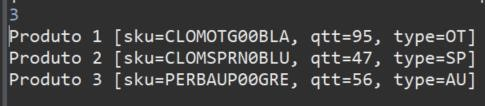 3
Produto 1 [sku=CLOMOTG00BLA, qtt=95, type=OT]
Produto 2 [sku=CLOMSPRN0BLU, qtt=47, type=SP]
Produto 3 [sku=PERBAUP00GRE, qtt=56, type=AU]